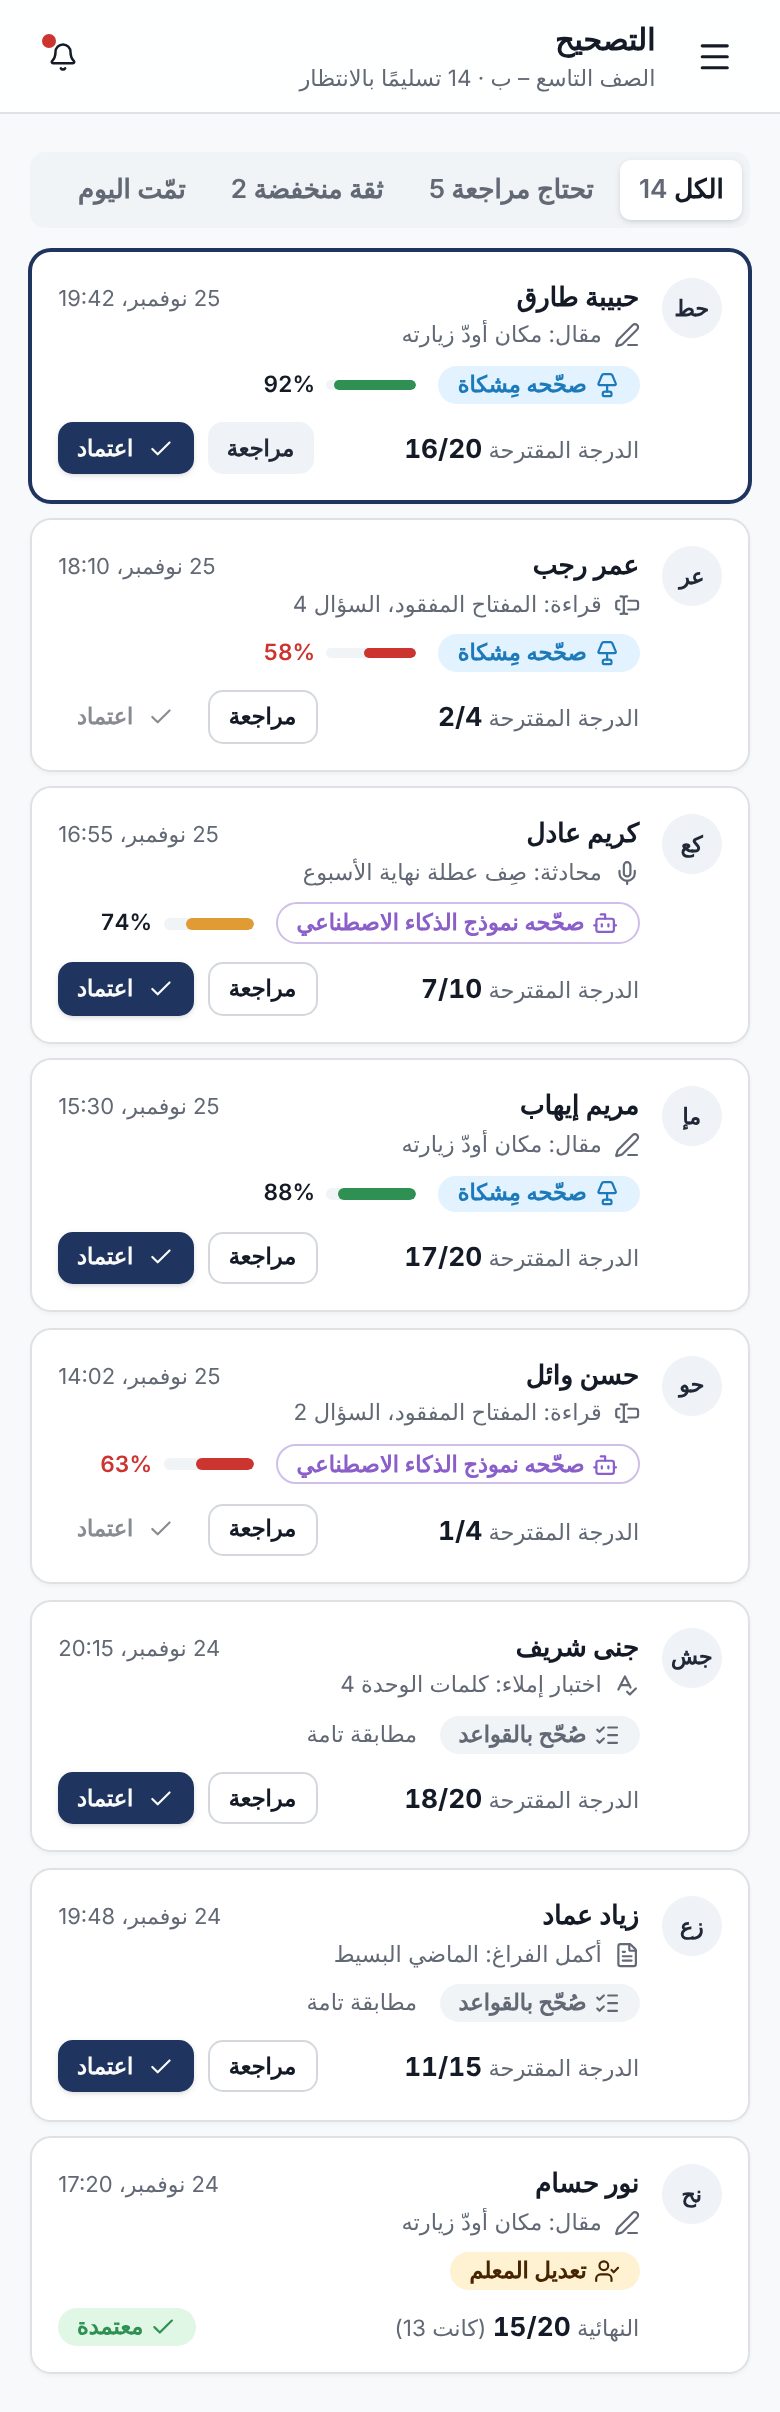 التصحيح
الصف التاسع – ب · 14 تسليمًا بالانتظار
الكل 14 تحتاج مراجعة 5 ثقة منخفضة 2 تمّت اليوم
حط حبيبة طارق 25 نوفمبر، 19:42
مقال: مكان أودّ زيارته
صحّحه مِشكاة 92%
الدرجة المقترحة 16/20 مراجعة اعتماد
عر عمر رجب 25 نوفمبر، 18:10
قراءة: المفتاح المفقود، السؤال 4
صحّحه مِشكاة 58%
الدرجة المقترحة 2/4 مراجعة اعتماد
كع كريم عادل 25 نوفمبر، 16:55
محادثة: صِف عطلة نهاية الأسبوع
صحّحه نموذج الذكاء الاصطناعي 74%
الدرجة المقترحة 7/10 مراجعة اعتماد
مإ مريم إيهاب 25 نوفمبر، 15:30
مقال: مكان أودّ زيارته
صحّحه مِشكاة 88%
الدرجة المقترحة 17/20 مراجعة اعتماد
حو حسن وائل 25 نوفمبر، 14:02
قراءة: المفتاح المفقود، السؤال 2
صحّحه نموذج الذكاء الاصطناعي 63%
الدرجة المقترحة 1/4 مراجعة اعتماد
جش جنى شريف 24 نوفمبر، 20:15
اختبار إملاء: كلمات الوحدة 4
صُحّح بالقواعد مطابقة تامة
الدرجة المقترحة 18/20 مراجعة اعتماد
زع زياد عماد 24 نوفمبر، 19:48
أكمل الفراغ: الماضي البسيط
صُحّح بالقواعد مطابقة تامة
الدرجة المقترحة 11/15 مراجعة اعتماد
نح نور حسام 24 نوفمبر، 17:20
مقال: مكان أودّ زيارته
تعديل المعلم
النهائية 15/20 (كانت 13) معتمدة